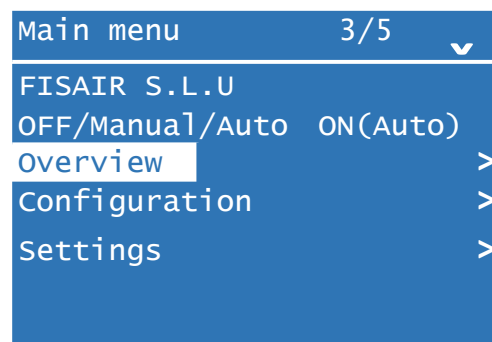 Main menu 3/5
FISAIR S.L.U
OFF/Manual/Auto ON(Auto)
Overview >
Configuration >
Settings >